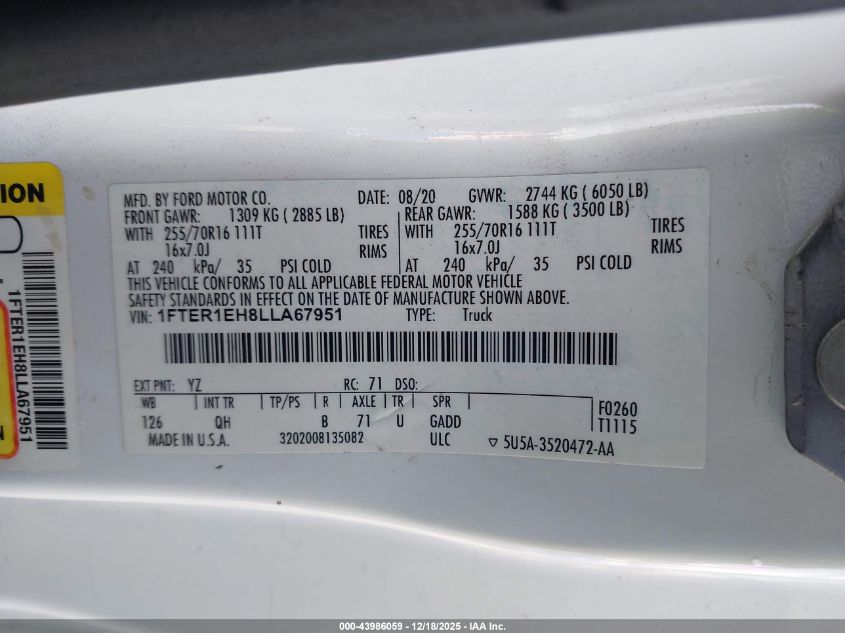 MFD. BY FORD MOTOR CO. DATE: 08/20 GVWR: 2744 KG ( 6050 LB)
FRONT GAWR: 1309 KG ( 2885 LB) REAR GAWR: 1588 KG ( 3500 LB)
WITH 255/70R16 111T TIRES WITH 255/70R16 111T TIRES
16x7.0J RIMS 16x7.0J RIMS
AT 240 kPa/ 35 PSI COLD AT 240 kPa/ 35 PSI COLD
THIS VEHICLE CONFORMS TO ALL APPLICABLE FEDERAL MOTOR VEHICLE
SAFETY STANDARDS IN EFFECT ON THE DATE OF MANUFACTURE SHOWN ABOVE.
VIN: 1FTER1EH8LLA67951 TYPE: Truck
EXT PNT: YZ RC: 71 DSO:
WB | INT TR | TP/PS | R | AXLE | TR | SPR |
126 QH B 71 U GADD
F0260
T1115
MADE IN U.S.A. 3202008135082 ULC ▽ 5U5A-3520472-AA
ION
1FTER1EH8LLA67951
N
000-43986059 - 12/18/2025 - IAA Inc.